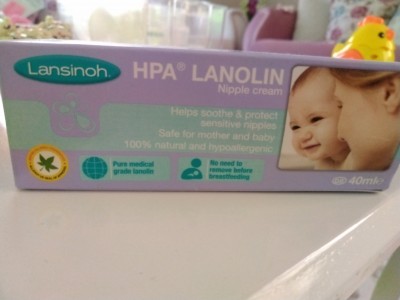 Lansinoh®
HPA® LANOLIN
Nipple cream
Helps soothe & protect
sensitive nipples
Safe for mother and baby
100% natural and hypoallergenic
Pure medical
grade lanolin
No need to
remove before
breastfeeding
40ml℮